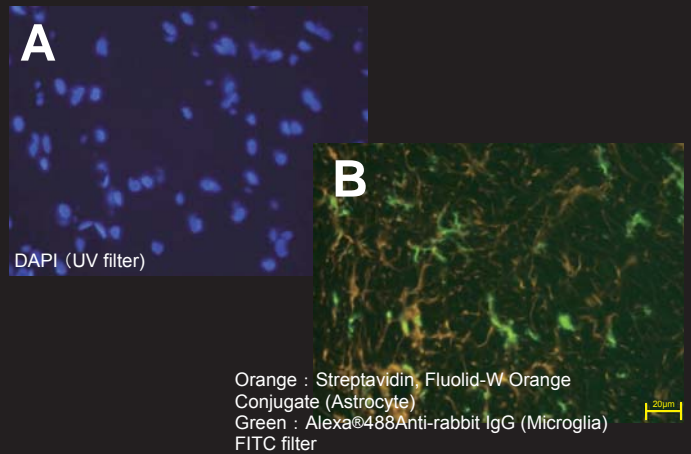 A
DAPI（UV filter)
B
Orange：Streptavidin, Fluolid-W Orange
Conjugate (Astrocyte)
Green：Alexa®488Anti-rabbit IgG (Microglia)
FITC filter
20μm